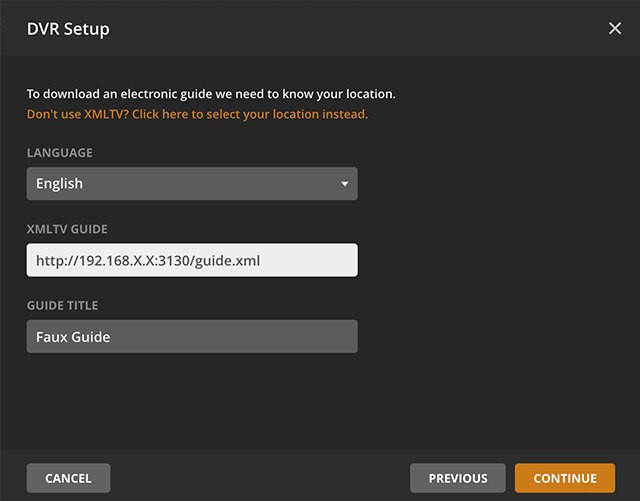 DVR Setup
To download an electronic guide we need to know your location.
Don't use XMLTV? Click here to select your location instead.
LANGUAGE
English
XMLTV GUIDE
http://192.168.X.X:3130/guide.xml
GUIDE TITLE
Faux Guide
CANCEL
PREVIOUS
CONTINUE